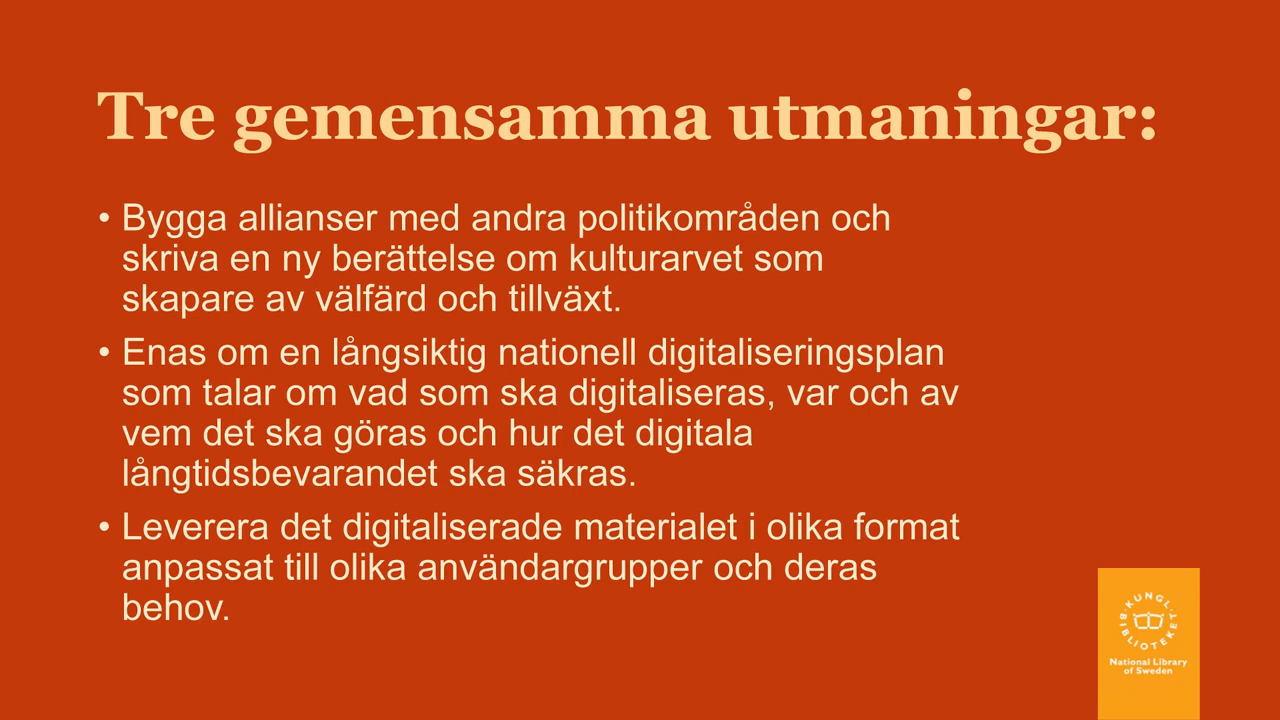 Tre gemensamma utmaningar:
• Bygga allianser med andra politikområden och
skriva en ny berättelse om kulturarvet som
skapare av välfärd och tillväxt.
• Enas om en långsiktig nationell digitaliseringsplan
som talar om vad som ska digitaliseras, var och av
vem det ska göras och hur det digitala
långtidsbevarandet ska säkras.
• Leverera det digitaliserade materialet i olika format
anpassat till olika användargrupper och deras
behov.
KUNGL
BIBLIOTEKET
National Library
of Sweden